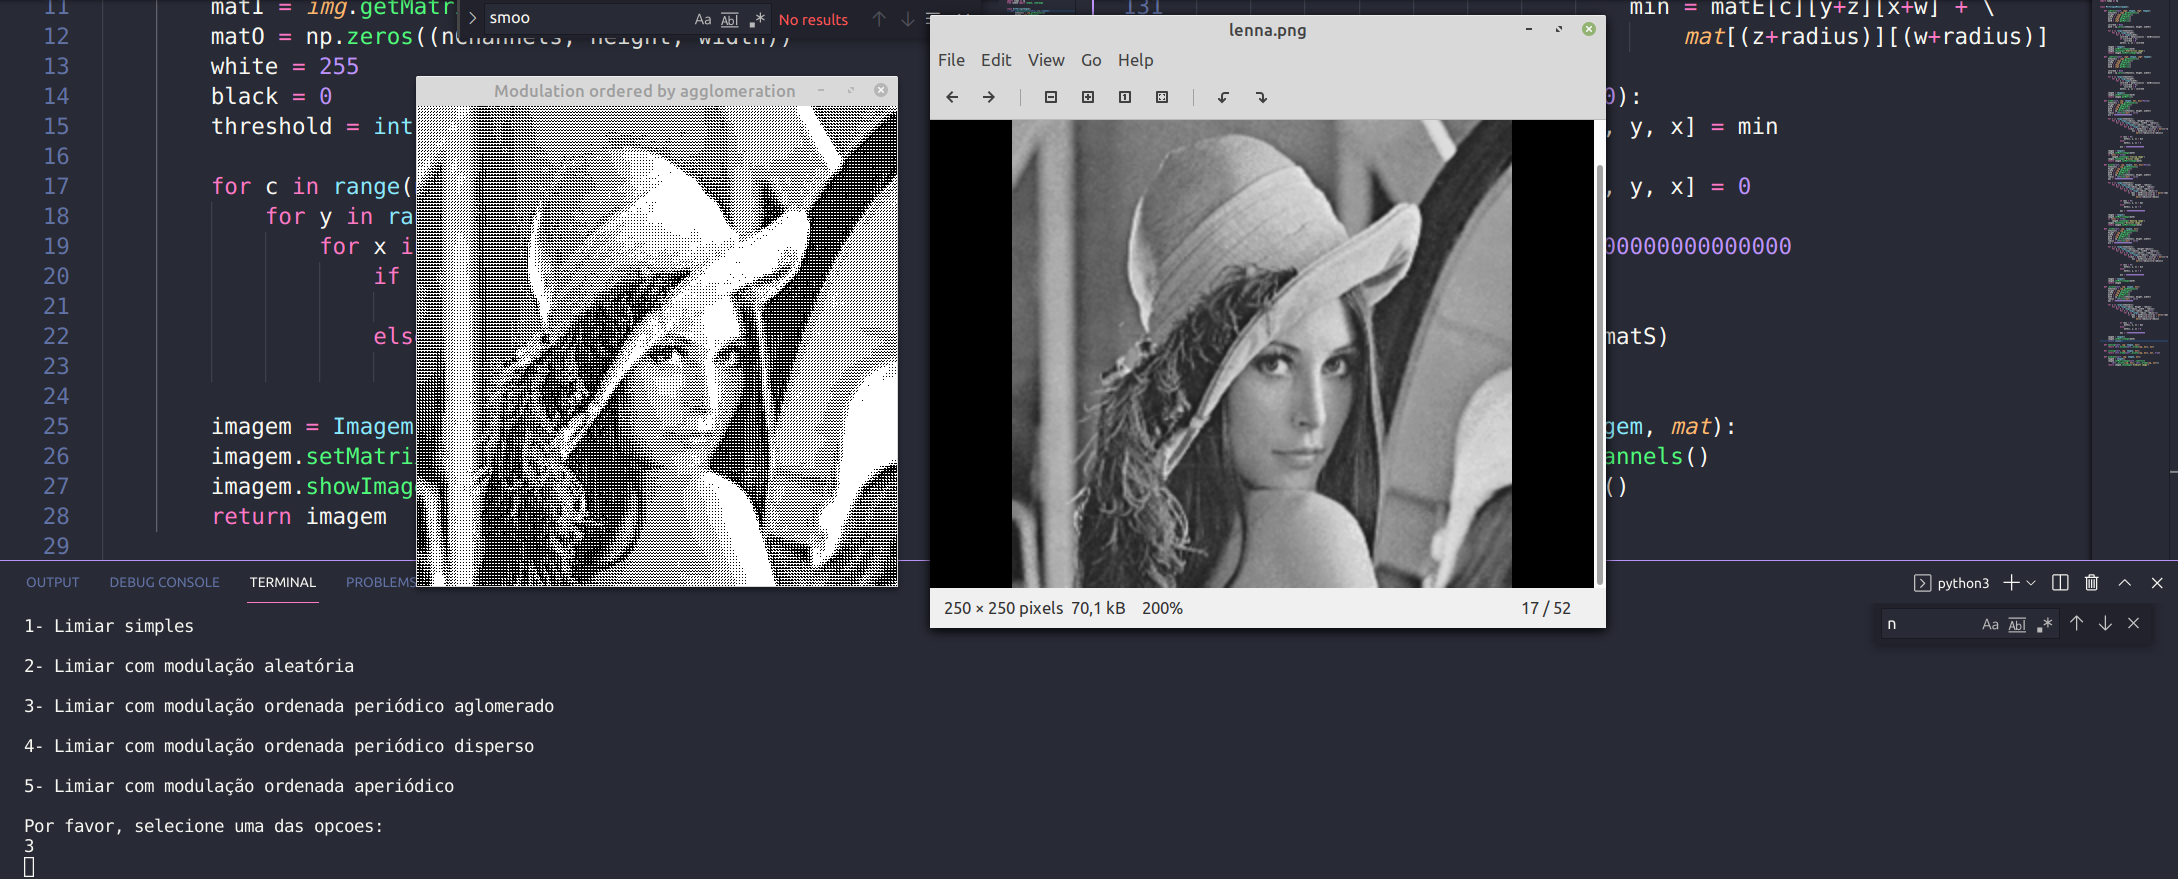 11 matI = img.getMatr
12 matO = np.zeros((nchannels, height, width))
13 white = 255
14 black = 0
15 threshold = int
16
17 for c in range(
18 for y in ra
19 for x i
20 if
21
22 els
23
24
25 imagem = Imagem
26 imagem.setMatri
27 imagem.showImag
28 return imagem
29
smoo Aa Abl .* No results
Modulation ordered by agglomeration
lenna.png
File Edit View Go Help
250 × 250 pixels 70,1 kB 200% 17 / 52
131 min = matE[c][y+z][x+w] + \
mat[(z+radius)][(w+radius)]
0):
, y, x] = min
, y, x] = 0
00000000000000
matS)
gem, mat):
annels()
()
OUTPUT DEBUG CONSOLE TERMINAL PROBLEMS
python3
n Aa Abl .*
1- Limiar simples
2- Limiar com modulação aleatória
3- Limiar com modulação ordenada periódico aglomerado
4- Limiar com modulação ordenada periódico disperso
5- Limiar com modulação ordenada aperiódico
Por favor, selecione uma das opcoes:
3